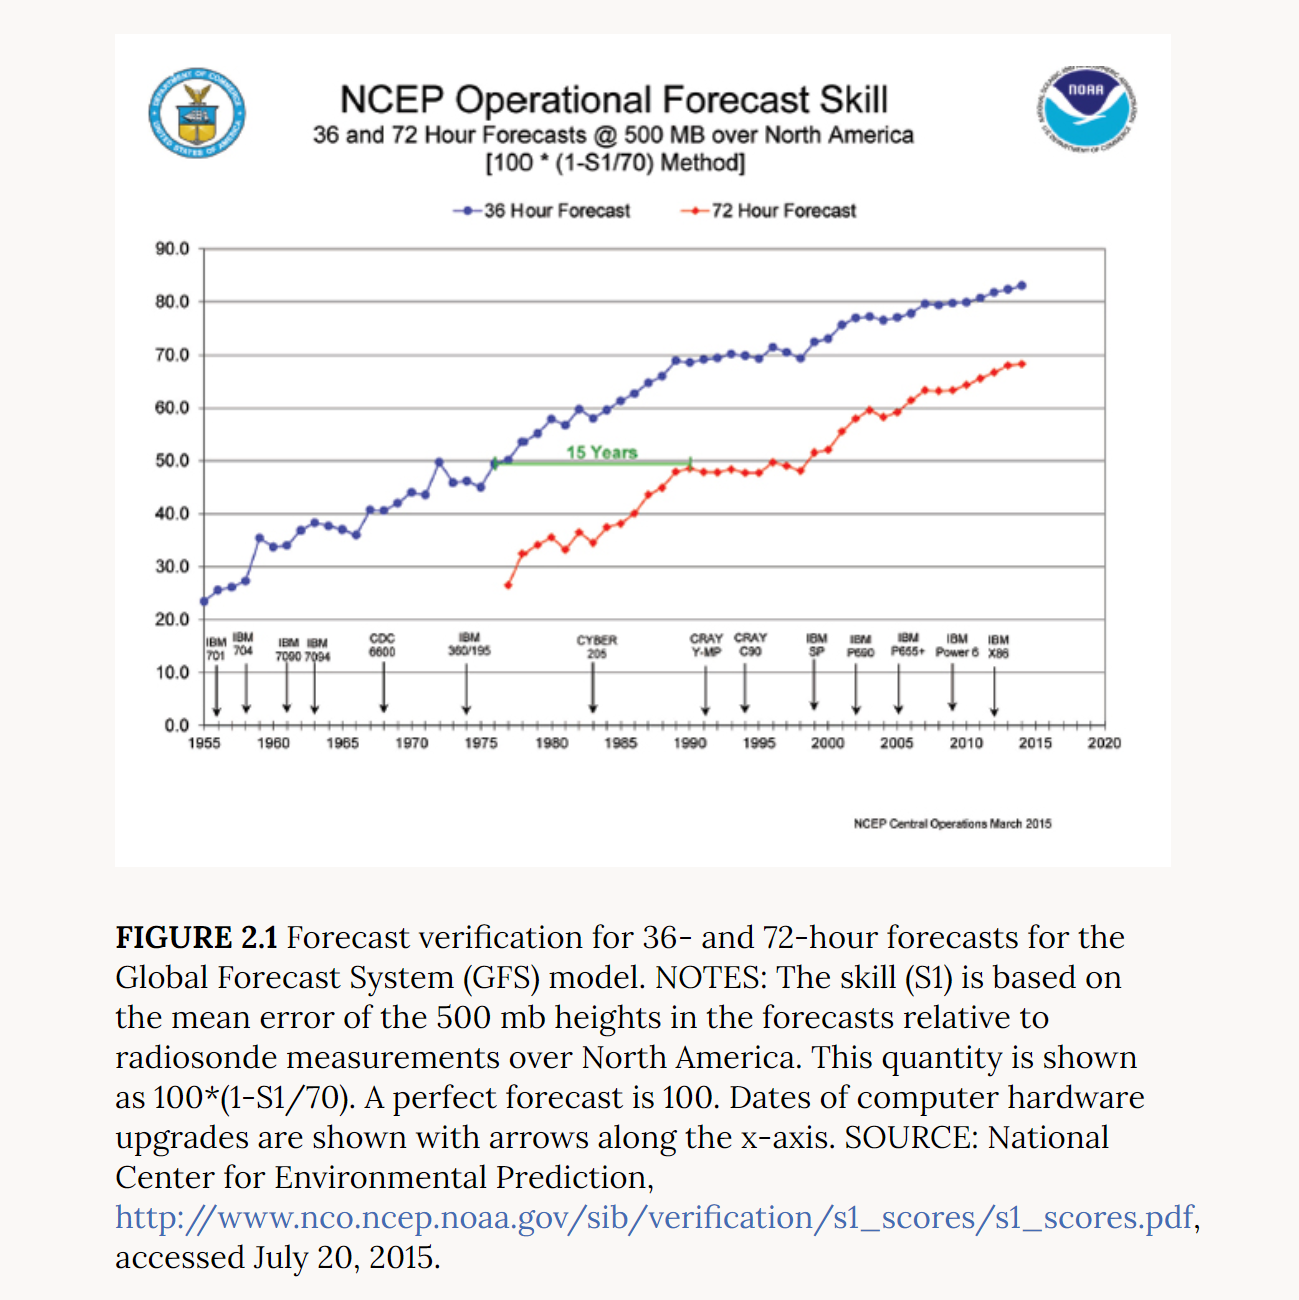 DEPARTMENT OF COMMERCE
UNITED STATES OF AMERICA
NOAA
NCEP Operational Forecast Skill
36 and 72 Hour Forecasts @ 500 MB over North America
[100 * (1-S1/70) Method]
36 Hour Forecast 72 Hour Forecast
90.0
80.0
70.0
60.0
50.0
40.0
30.0
20.0
10.0
0.0
15 Years
IBM 701
IBM 704
IBM 7090
IBM 7094
CDC 6600
IBM 360/195
CYBER 205
CRAY Y-MP
CRAY C90
IBM SP
IBM P690
IBM P655+
IBM Power 6
IBM X86
1955 1960 1965 1970 1975 1980 1985 1990 1995 2000 2005 2010 2015 2020
NCEP Central Operations March 2015
FIGURE 2.1 Forecast verification for 36- and 72-hour forecasts for the
Global Forecast System (GFS) model. NOTES: The skill (S1) is based on
the mean error of the 500 mb heights in the forecasts relative to
radiosonde measurements over North America. This quantity is shown
as 100*(1-S1/70). A perfect forecast is 100. Dates of computer hardware
upgrades are shown with arrows along the x-axis. SOURCE: National
Center for Environmental Prediction,
http://www.nco.ncep.noaa.gov/sib/verification/s1_scores/s1_scores.pdf,
accessed July 20, 2015.